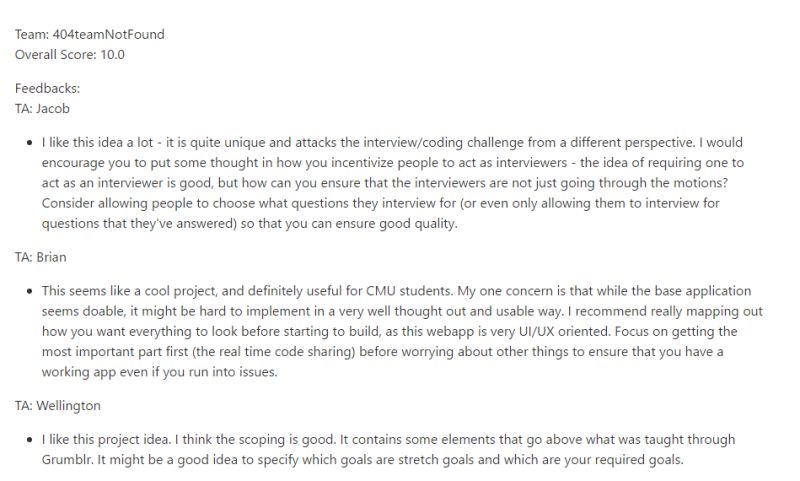 Team: 404teamNotFound
Overall Score: 10.0
Feedbacks:
TA: Jacob
• I like this idea a lot - it is quite unique and attacks the interview/coding challenge from a different perspective. I would
encourage you to put some thought in how you incentivize people to act as interviewers - the idea of requiring one to
act as an interviewer is good, but how can you ensure that the interviewers are not just going through the motions?
Consider allowing people to choose what questions they interview for (or even only allowing them to interview for
questions that they've answered) so that you can ensure good quality.
TA: Brian
• This seems like a cool project, and definitely useful for CMU students. My one concern is that while the base application
seems doable, it might be hard to implement in a very well thought out and usable way. I recommend really mapping out
how you want everything to look before starting to build, as this webapp is very UI/UX oriented. Focus on getting the
most important part first (the real time code sharing) before worrying about other things to ensure that you have a
working app even if you run into issues.
TA: Wellington
• I like this project idea. I think the scoping is good. It contains some elements that go above what was taught through
Grumblr. It might be a good idea to specify which goals are stretch goals and which are your required goals.